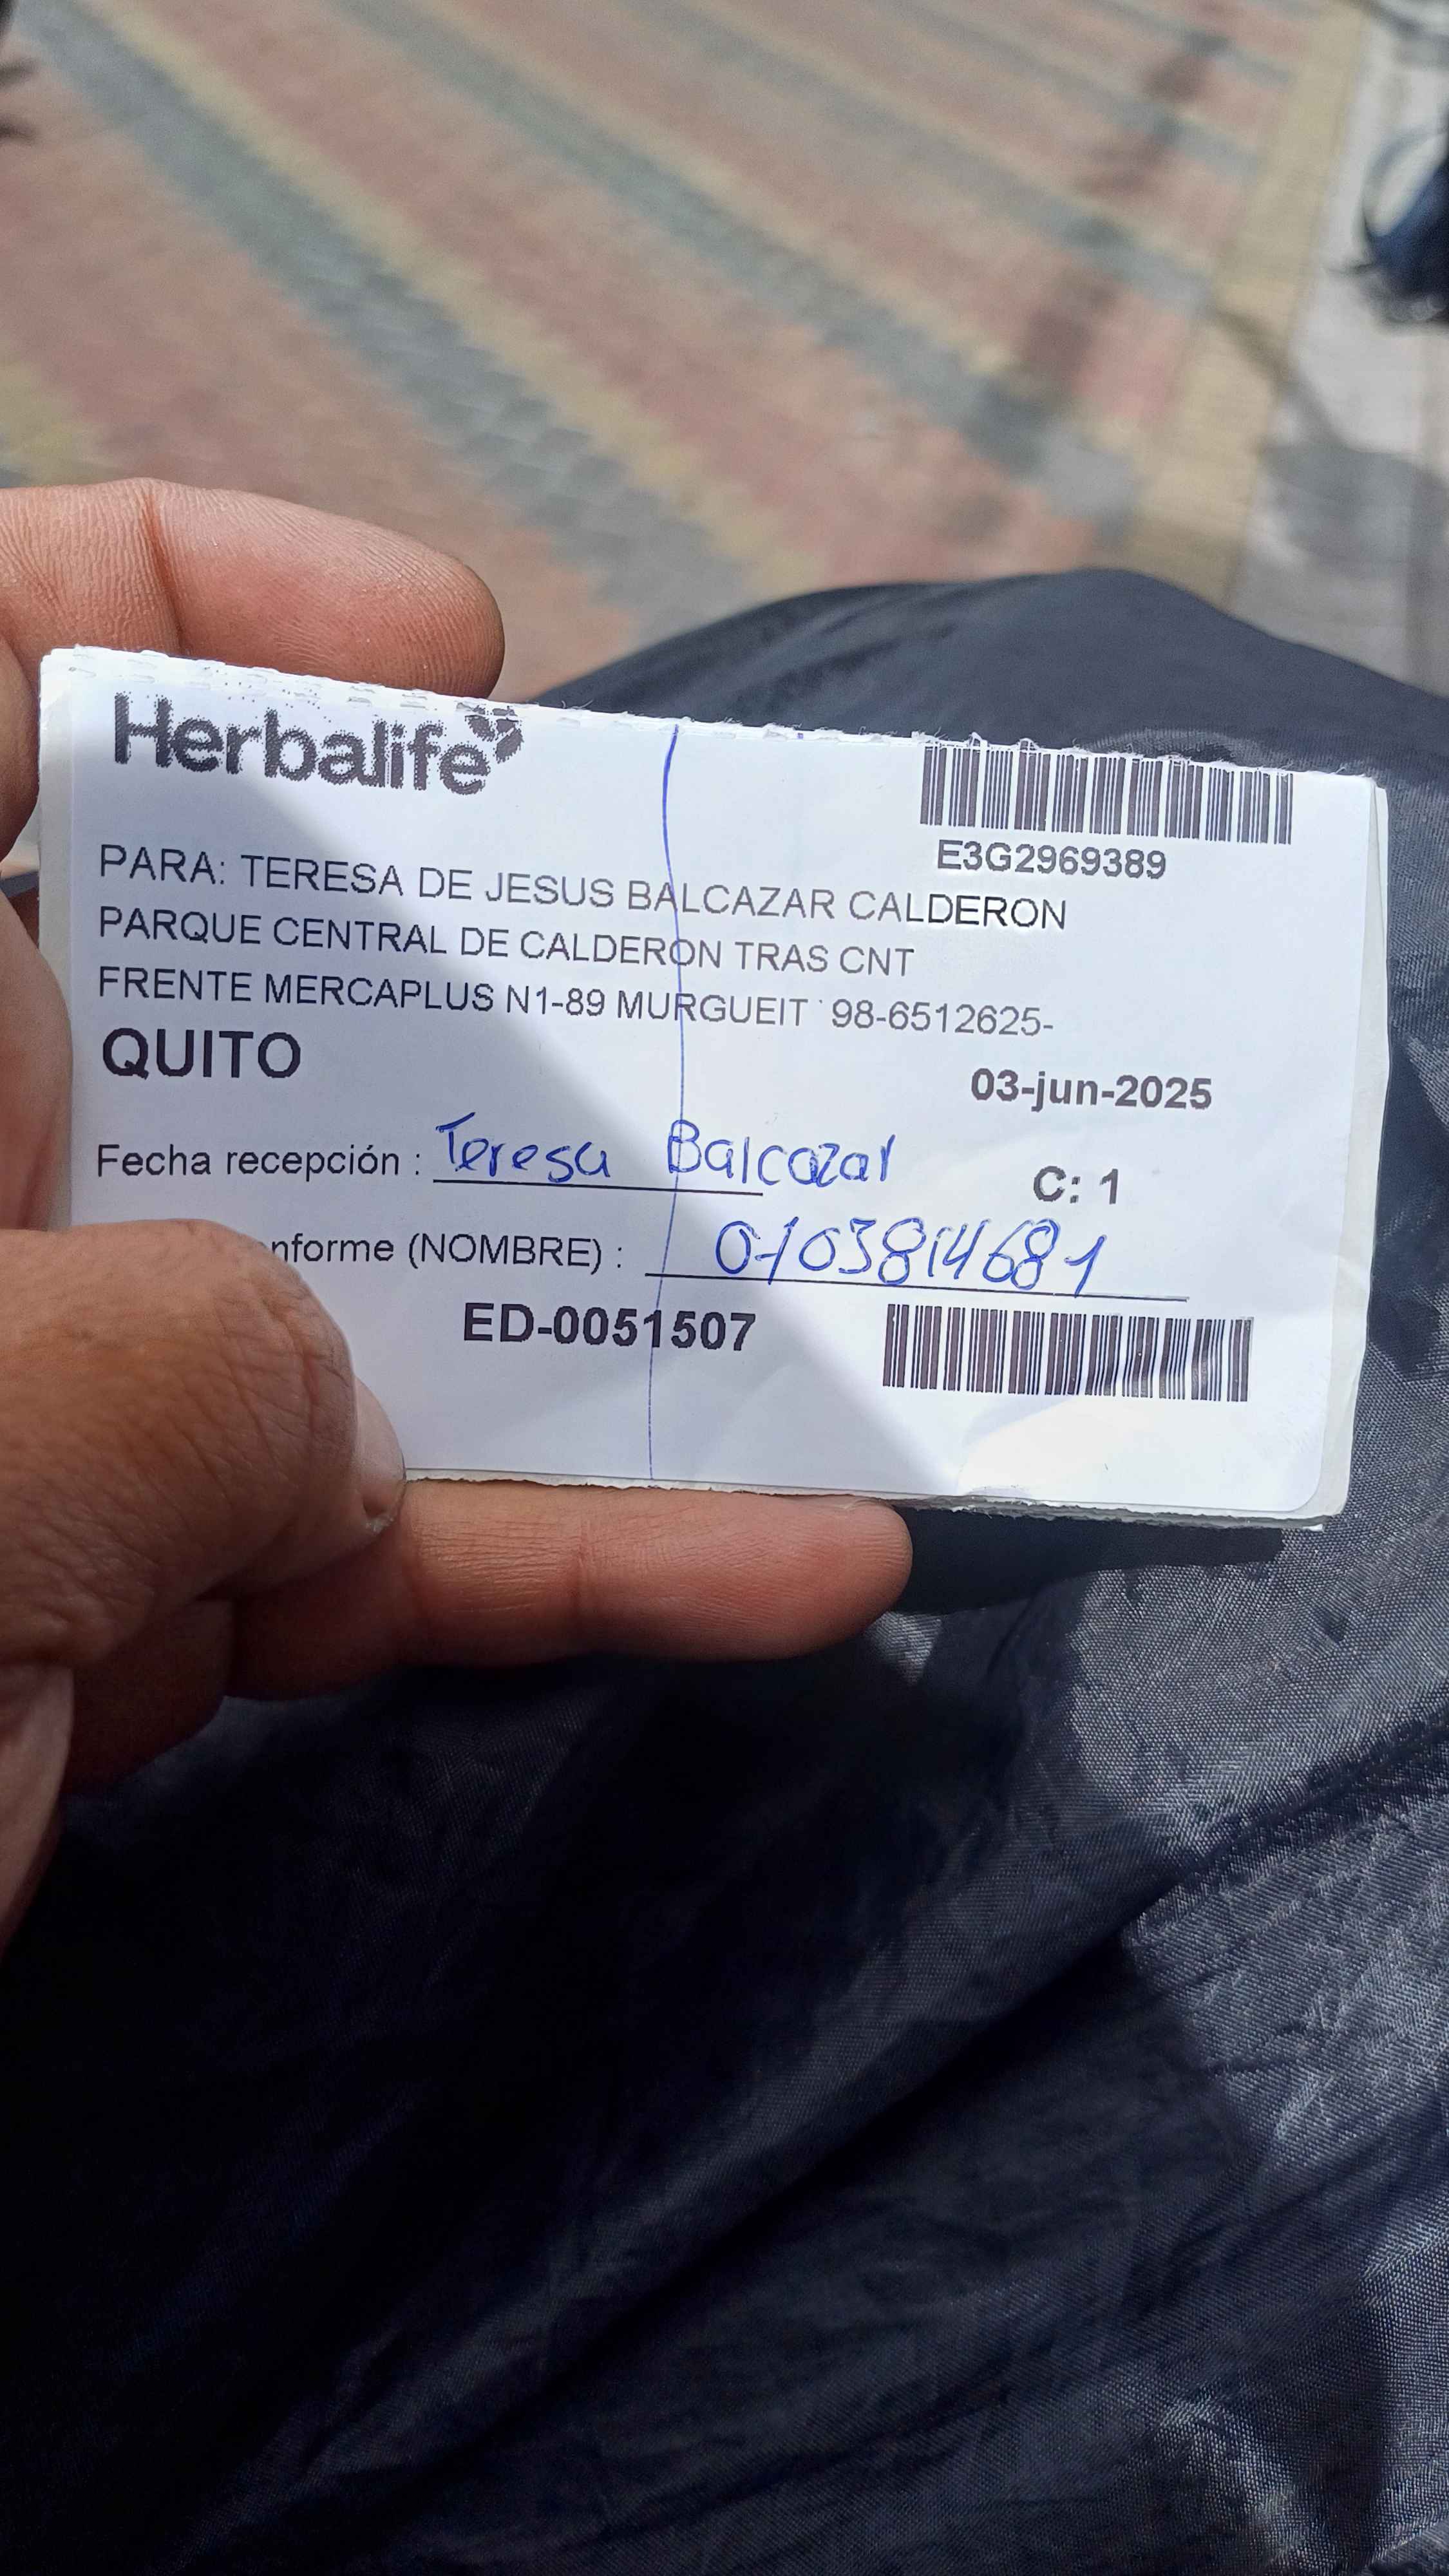 Herbalife
E3G2969389
PARA: TERESA DE JESUS BALCAZAR CALDERON
PARQUE CENTRAL DE CALDERON TRAS CNT
FRENTE MERCAPLUS N1-89 MURGUEIT 98-6512625-
QUITO
03-jun-2025
Fecha recepción : Teresa Balcazar
C: 1
nforme (NOMBRE) : 0103814681
ED-0051507